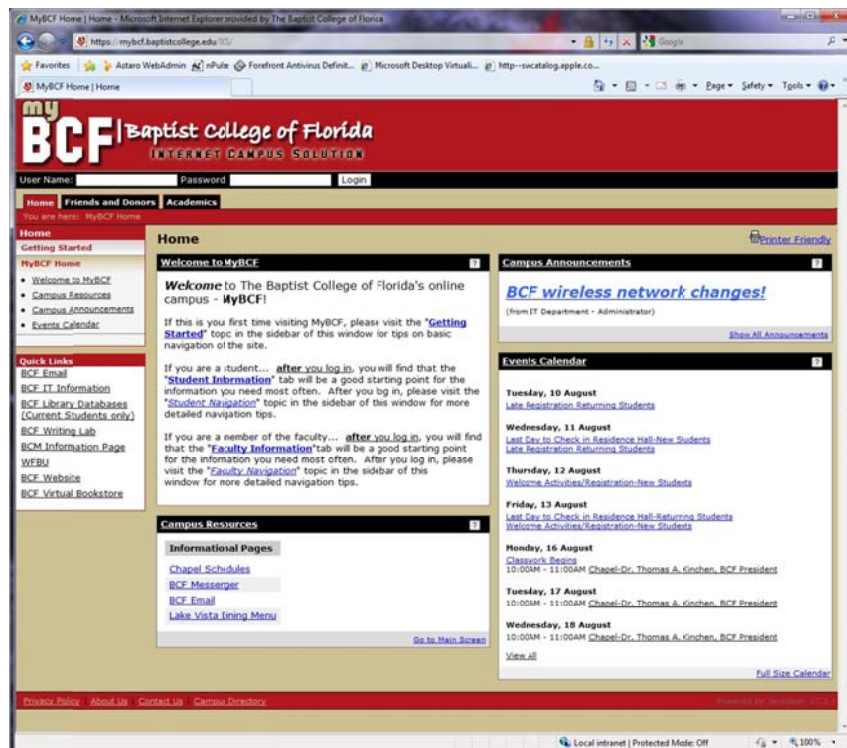 MyBCF Home | Home - Microsoft Internet Explorer provided by The Baptist College of Florida
https://mybcf.baptistcollege.edu/ICS/
Google
Favorites Astaro WebAdmin nPule Forefront Antivirus Definit... Microsoft Desktop Virtuali... http--swcatalog.apple.co...
MyBCF Home | Home
Page Safety Tools
my
BCF | Baptist College of Florida
INTERNET CAMPUS SOLUTION
User Name: Password Login
Home Friends and Donors Academics
You are here: MyBCF Home
Home
Getting Started
MyBCF Home
Welcome to MyBCF
Campus Resources
Campus Announcements
Events Calendar
Quick Links
BCF Email
BCF IT Information
BCF Library Databases
(Current Students only)
BCF Writing Lab
BCM Information Page
WFBU
BCF Website
BCF Virtual Bookstore
Home
Printer Friendly
Welcome to MyBCF ?
Welcome to The Baptist College of Florida's online
campus - MyBCF!
If this is you first time visiting MyBCF, please visit the "Getting
Started" topc in the sidebar of this window for tips on basic
navigation of the site.
If you are a student... after you log in, you will find that the
"Student Information" tab will be a good starting point for the
information you need most often. After you log in, please visit the
"Student Navigation" topic in the sidebar of this window for more
detailed navigation tips.
If you are a member of the faculty... after you log in, you will find
that the "Faculty Information" tab will be a good starting point
for the infomation you need most often. After you log in, please
visit the "Faculty Navigation" topic in the sidebar of this
window for more detailed navigation tips.
Campus Resources ?
Informational Pages
Chapel Schedules
BCF Messenger
BCF Email
Lake Vista Dining Menu
Go to Main Screen
Campus Announcements ?
BCF wireless network changes!
(from IT Department - Administrator)
Show All Announcements
Events Calendar ?
Tuesday, 10 August
Late Registration Returning Students
Wednesday, 11 August
Last Day to Check in Residence Hall-New Students
Late Registration Returning Students
Thursday, 12 August
Welcome Activities/Registration-New Students
Friday, 13 August
Last Day to Check in Residence Hall-Returning Students
Welcome Activities/Registration-New Students
Monday, 16 August
Classwork Begins
10:00AM - 11:00AM Chapel-Dr. Thomas A. Kinchen, BCF President
Tuesday, 17 August
10:00AM - 11:00AM Chapel-Dr. Thomas A. Kinchen, BCF President
Wednesday, 18 August
10:00AM - 11:00AM Chapel-Dr. Thomas A. Kinchen, BCF President
View All
Full Size Calendar
Privacy Policy About Us Contact Us Campus Directory
Powered by Jenzabar.
Local intranet | Protected Mode: Off 100%